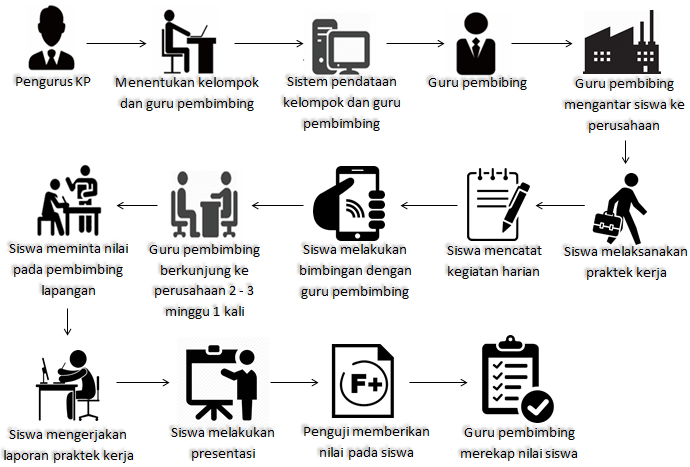 Pengurus KP
Menentukan kelompok
dan guru pembimbing
Sistem pendataan
kelompok dan guru
pembimbing
Guru pembibing
Guru pembibing
mengantar siswa ke
perusahaan
Siswa meminta nilai
pada pembimbing
lapangan
Guru pembimbing
berkunjung ke
perusahaan 2 - 3
minggu 1 kali
Siswa melakukan
bimbingan dengan
guru pembimbing
Siswa mencatat
kegiatan harian
Siswa melaksanakan
praktek kerja
Siswa mengerjakan
laporan praktek kerja
Siswa melakukan
presentasi
F+
Penguji memberikan
nilai pada siswa
Guru pembimbing
merekap nilai siswa